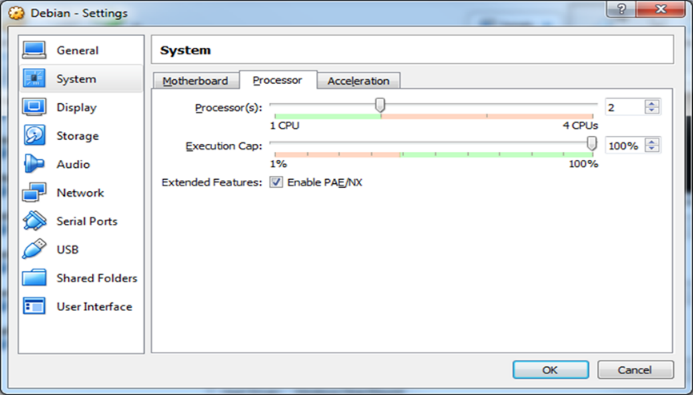 Debian - Settings
General
System
Display
Storage
Audio
Network
Serial Ports
USB
Shared Folders
User Interface
System
Motherboard Processor Acceleration
Processor(s): 2
1 CPU 4 CPUs
Execution Cap: 100%
1% 100%
Extended Features: Enable PAE/NX
OK Cancel